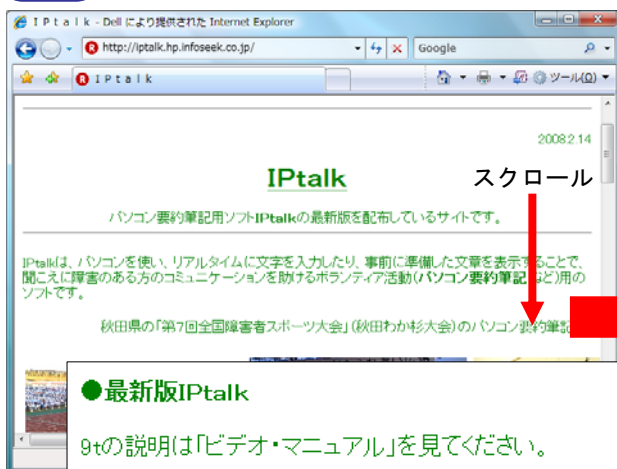 I P t a l k - Dell により提供された Internet Explorer
http://iptalk.hp.infoseek.co.jp/
Google
I P t a l k
ツール(O)
2008.2.14
IPtalk
スクロール
パソコン要約筆記用ソフトIPtalkの最新版を配布しているサイトです。
IPtalkは、パソコンを使い、リアルタイムに文字を入力したり、事前に準備した文章を表示することで、
聞こえに障害のある方のコミュニケーションを助けるボランティア活動(パソコン要約筆記など)用の
ソフトです。
秋田県の「第7回全国障害者スポーツ大会」(秋田わか杉大会)のパソコン要約筆記
●最新版IPtalk
9tの説明は「ビデオ・マニュアル」を見てください。